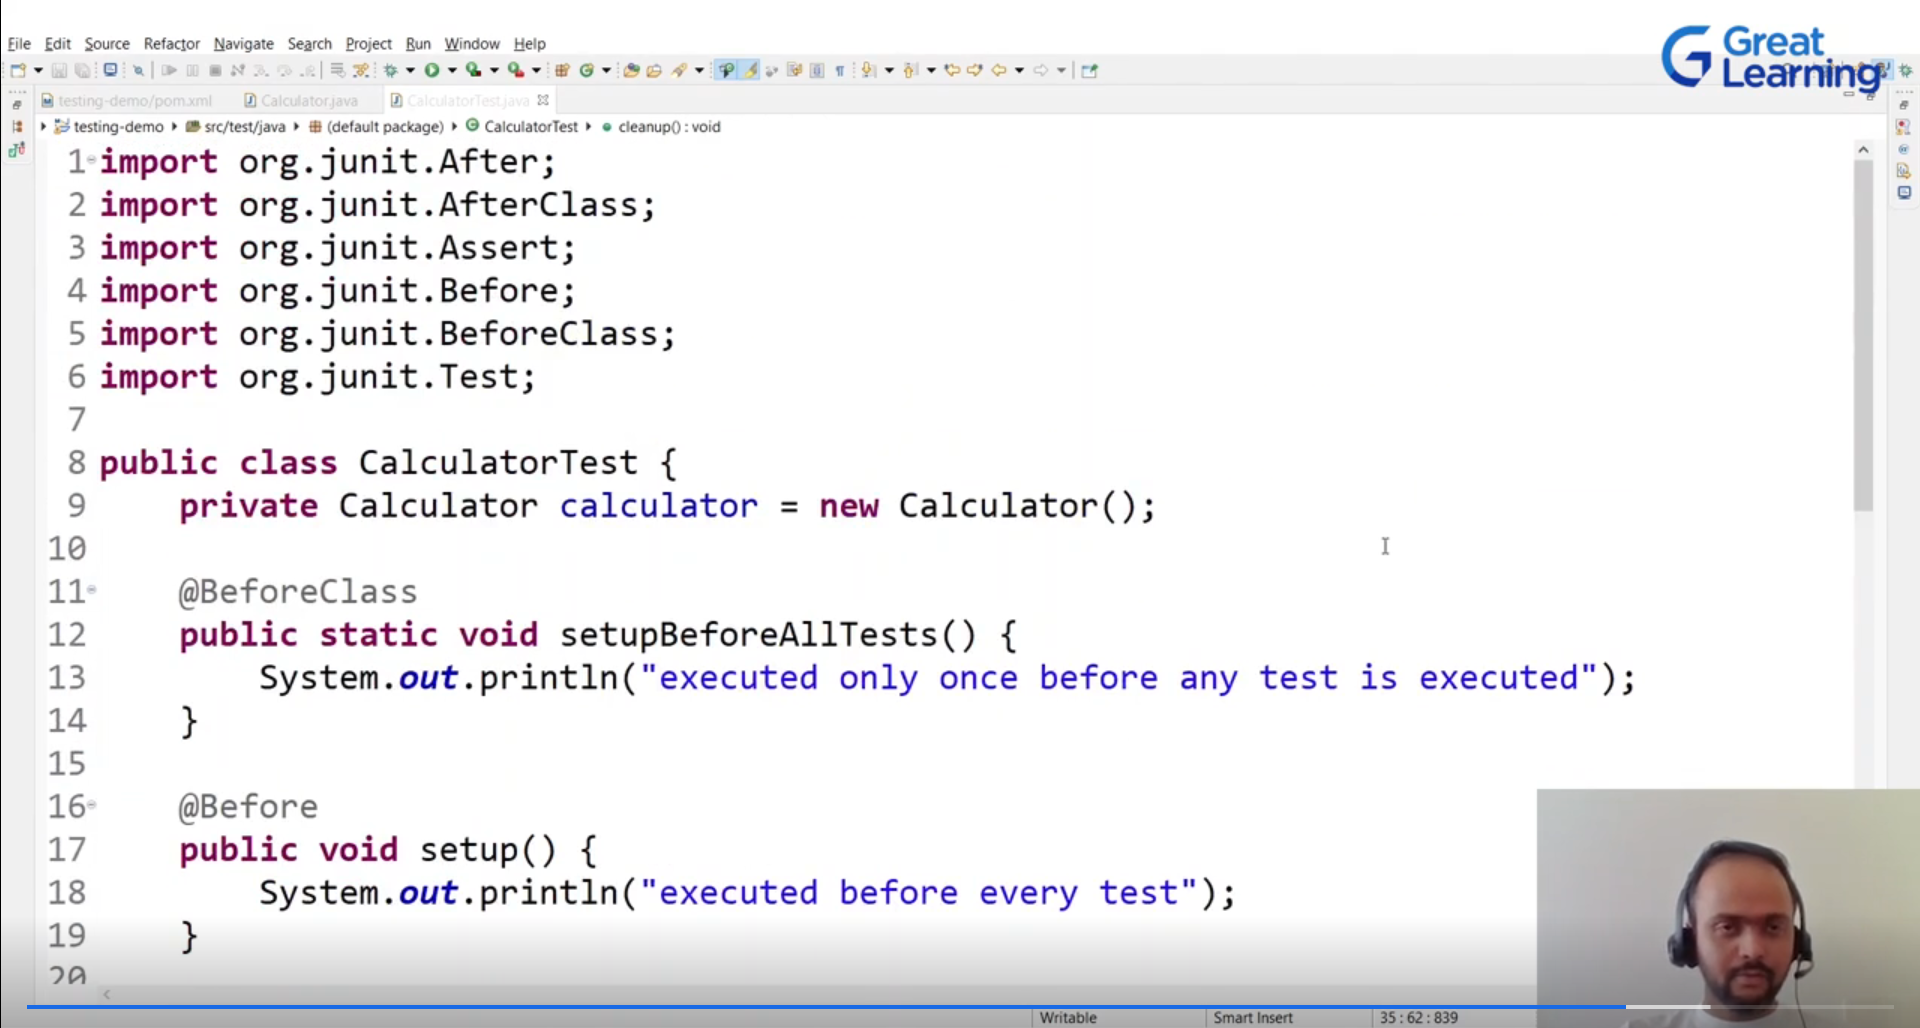 Great
Learning
File Edit Source Refactor Navigate Search Project Run Window Help
testing-demo/pom.xml Calculator.java CalculatorTest.java
testing-demo src/test/java (default package) CalculatorTest cleanup() : void
1 import org.junit.After;
2 import org.junit.AfterClass;
3 import org.junit.Assert;
4 import org.junit.Before;
5 import org.junit.BeforeClass;
6 import org.junit.Test;
7
8 public class CalculatorTest {
9 private Calculator calculator = new Calculator();
10
11 @BeforeClass
12 public static void setupBeforeAllTests() {
13 System.out.println("executed only once before any test is executed");
14 }
15
16 @Before
17 public void setup() {
18 System.out.println("executed before every test");
19 }
20
Writable Smart Insert 35 : 62 : 839